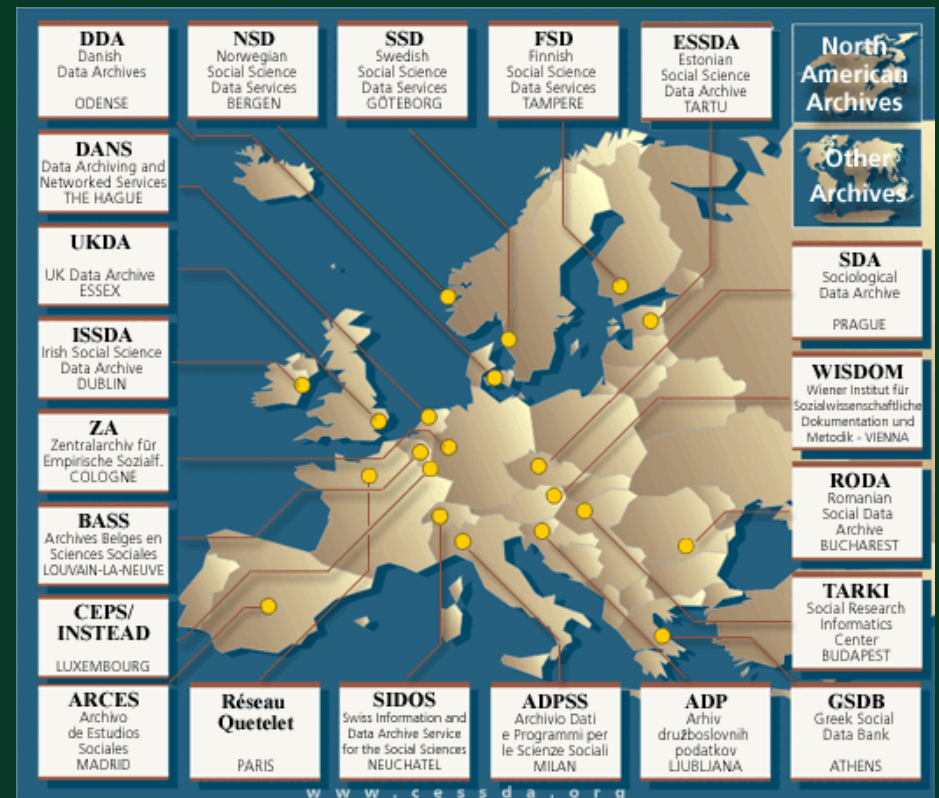 DDA
Danish
Data Archives
ODENSE
NSD
Norwegian
Social Science
Data Services
BERGEN
SSD
Swedish
Social Science
Data Services
GÖTEBORG
FSD
Finnish
Social Science
Data Services
TAMPERE
ESSDA
Estonian
Social Science
Data Archive
TARTU
North
American
Archives
DANS
Data Archiving and
Networked Services
THE HAGUE
Other
Archives
UKDA
UK Data Archive
ESSEX
SDA
Sociological
Data Archive
PRAGUE
ISSDA
Irish Social Science
Data Archive
DUBLIN
WISDOM
Wiener Institut für
Sozialwissenschaftliche
Dokumentation und
Metodik - VIENNA
ZA
Zentralarchiv für
Empirische Sozialf.
COLOGNE
RODA
Romanian
Social Data
Archive
BUCHAREST
BASS
Archives Belges en
Sciences Sociales
LOUVAIN-LA-NEUVE
TARKI
Social Research
Informatics
Center
BUDAPEST
CEPS/
INSTEAD
LUXEMBOURG
ARCES
Archivo
de Estudios
Sociales
MADRID
Réseau
Quetelet
PARIS
SIDOS
Swiss Information and
Data Archive Service
for the Social Sciences
NEUCHATEL
ADPSS
Archivio Dati
e Programmi per
le Scienze Sociali
MILAN
ADP
Arhiv
družboslovnih
podatkov
LJUBLJANA
GSDB
Greek Social
Data Bank
ATHENS
www.cessda.org